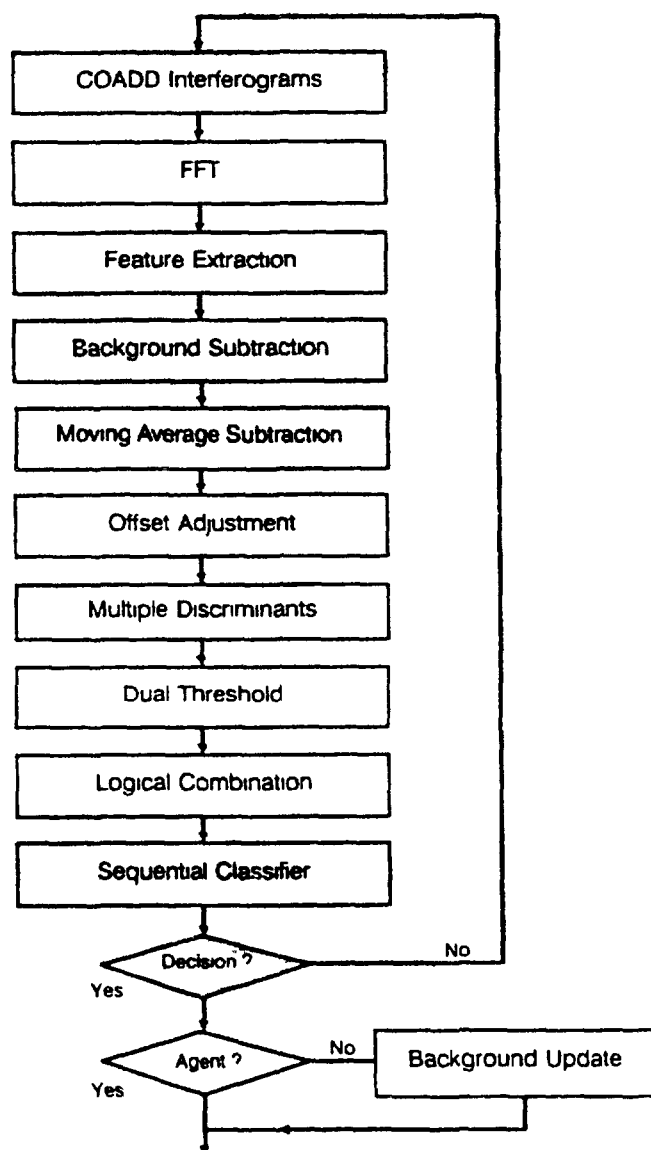 COADD Interferograms
FFT
Feature Extraction
Background Subtraction
Moving Average Subtraction
Offset Adjustment
Multiple Discriminants
Dual Threshold
Logical Combination
Sequential Classifier
Decision ?
No
Yes
Agent ?
No
Background Update
Yes